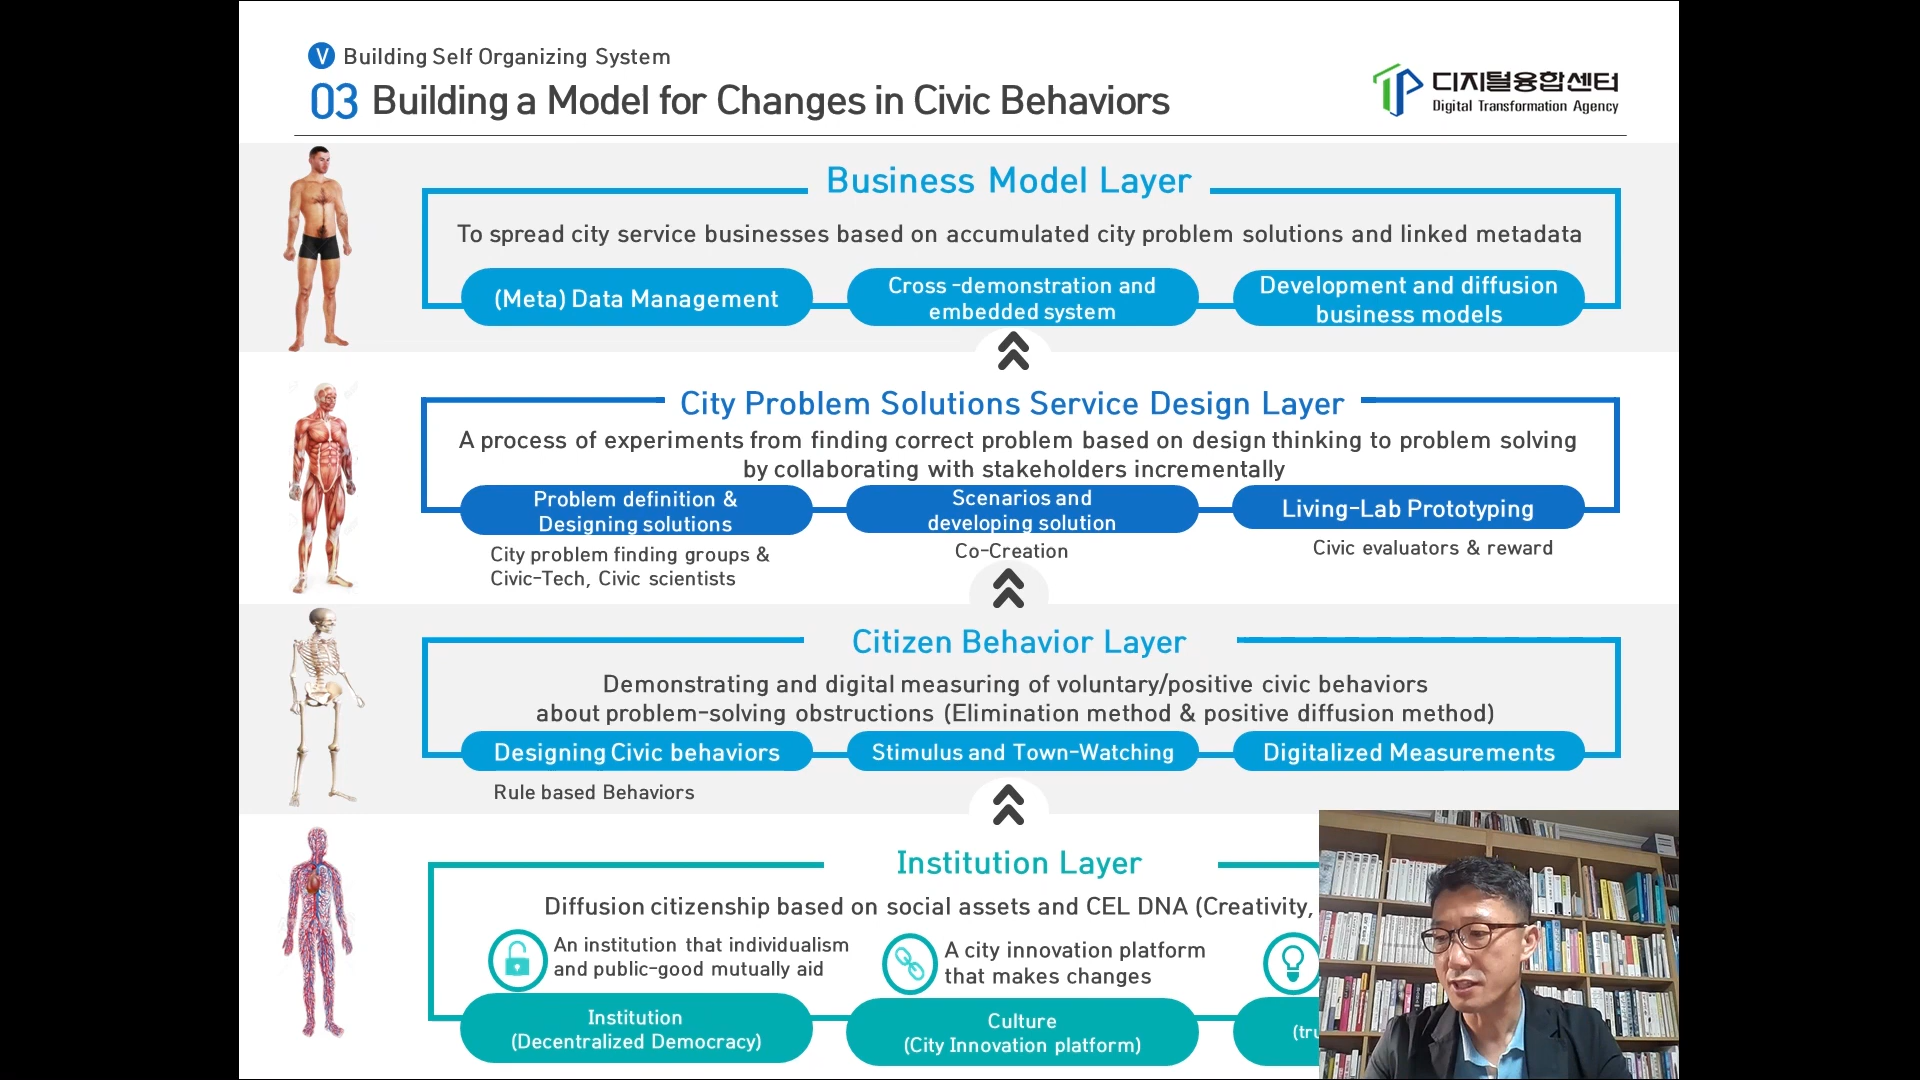 V Building Self Organizing System
03 Building a Model for Changes in Civic Behaviors
디지털융합센터
Digital Transformation Agency
Business Model Layer
To spread city service businesses based on accumulated city problem solutions and linked metadata
(Meta) Data Management
Cross -demonstration and
embedded system
Development and diffusion
business models
City Problem Solutions Service Design Layer
A process of experiments from finding correct problem based on design thinking to problem solving
by collaborating with stakeholders incrementally
Problem definition &
Designing solutions
Scenarios and
developing solution
Living-Lab Prototyping
City problem finding groups &
Civic-Tech, Civic scientists
Co-Creation
Civic evaluators & reward
Citizen Behavior Layer
Demonstrating and digital measuring of voluntary/positive civic behaviors
about problem-solving obstructions (Elimination method & positive diffusion method)
Designing Civic behaviors
Stimulus and Town-Watching
Digitalized Measurements
Rule based Behaviors
Institution Layer
Diffusion citizenship based on social assets and CEL DNA (Creativity,
An institution that individualism
and public-good mutually aid
A city innovation platform
that makes changes
Institution
(Decentralized Democracy)
Culture
(City Innovation platform)